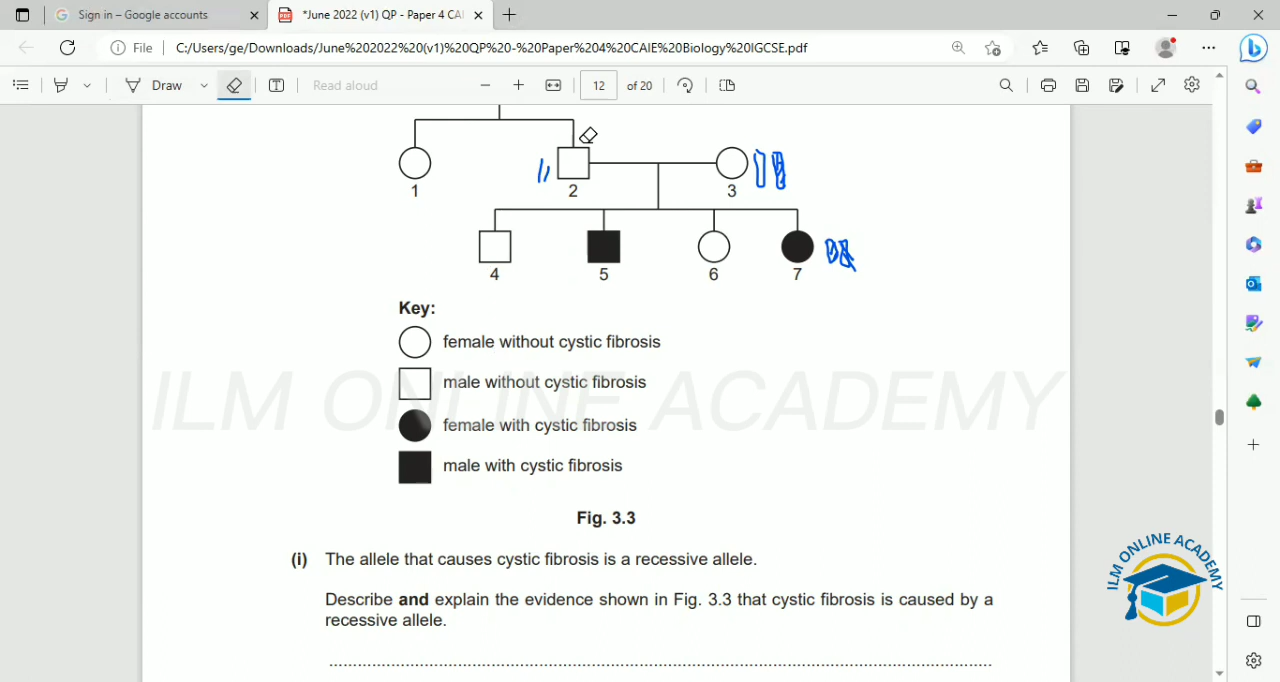 Sign in – Google accounts
*June 2022 (v1) QP - Paper 4 CAI
File
C:/Users/ge/Downloads/June%202022%20(v1)%20QP%20-%20Paper%204%20CAIE%20Biology%20IGCSE.pdf
Draw
Read aloud
12
of 20
1
2
3
4
5
6
7
Key:
female without cystic fibrosis
male without cystic fibrosis
female with cystic fibrosis
male with cystic fibrosis
ILM ONLINE ACADEMY
Fig. 3.3
(i) The allele that causes cystic fibrosis is a recessive allele.
Describe and explain the evidence shown in Fig. 3.3 that cystic fibrosis is caused by a
recessive allele.
ILM ONLINE ACADEMY